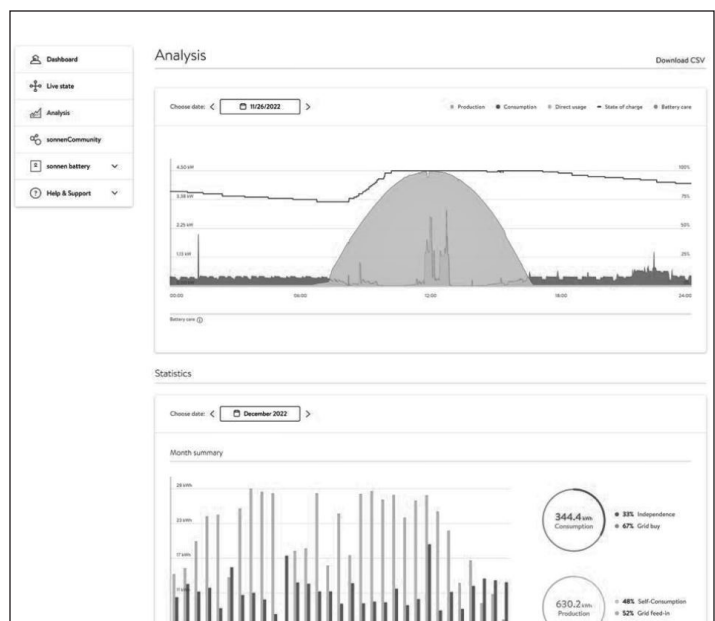 Dashboard
Live state
Analysis
sonnenCommunity
sonnen battery
Help & Support
Analysis
Download CSV
Choose date:
11/26/2022
Production
Consumption
Direct usage
State of charge
Battery care
4.50 kW
100%
3.38 kW
75%
2.25 kW
50%
1.13 kW
25%
00:00
06:00
12:00
18:00
24:00
Battery care
Statistics
Choose date:
December 2022
Month summary
28 kWh
23 kWh
17 kWh
344.4 kWh
Consumption
33% Independence
67% Grid buy
630.2 kWh
Production
48% Self-Consumption
52% Grid feed-in